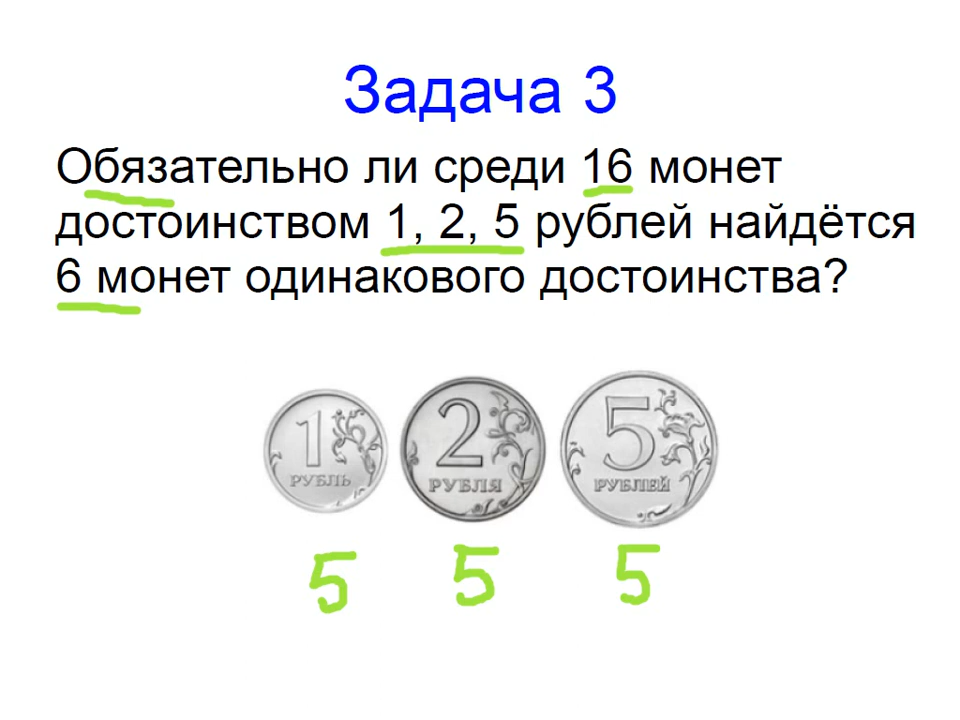 Задача 3
Обязательно ли среди 16 монет
достоинством 1, 2, 5 рублей найдётся
6 монет одинакового достоинства?
1 2 5
РУБЛЬ РУБЛЯ РУБЛЕЙ
5 5 5